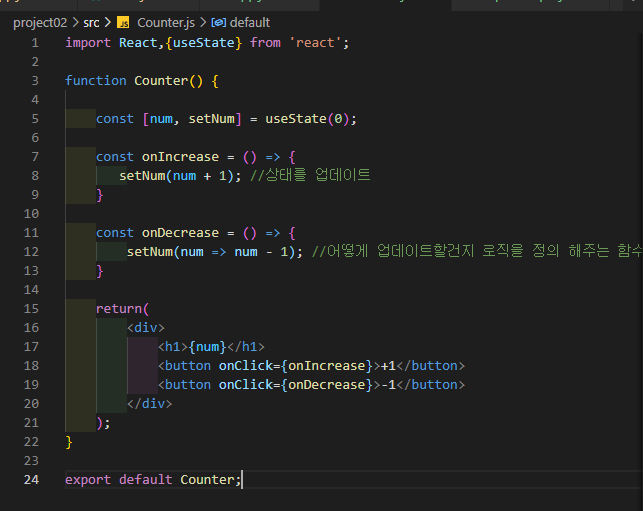 project02 > src > JS Counter.js > default
1 import React,{useState} from 'react';
2
3 function Counter() {
4
5 const [num, setNum] = useState(0);
6
7 const onIncrease = () => {
8 setNum(num + 1); //상태를 업데이트
9 }
10
11 const onDecrease = () => {
12 setNum(num => num - 1); //어떻게 업데이트할건지 로직을 정의 해주는 함수
13 }
14
15 return(
16 <div>
17 <h1>{num}</h1>
18 <button onClick={onIncrease}>+1</button>
19 <button onClick={onDecrease}>-1</button>
20 </div>
21 );
22 }
23
24 export default Counter;